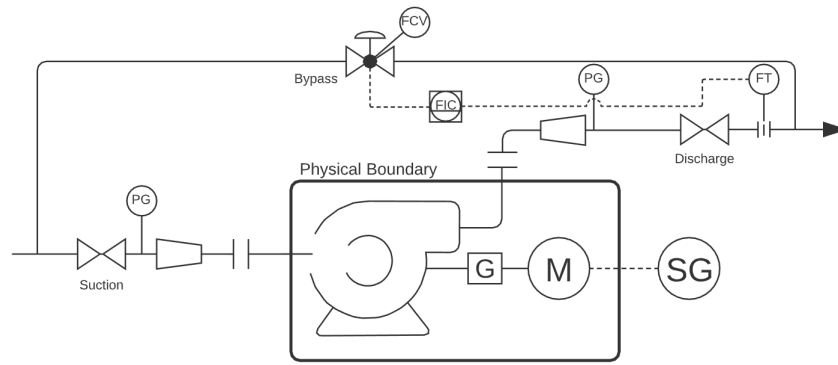 FCV
Bypass
PG
FT
FIC
Discharge
Physical Boundary
PG
Suction
G
M
SG